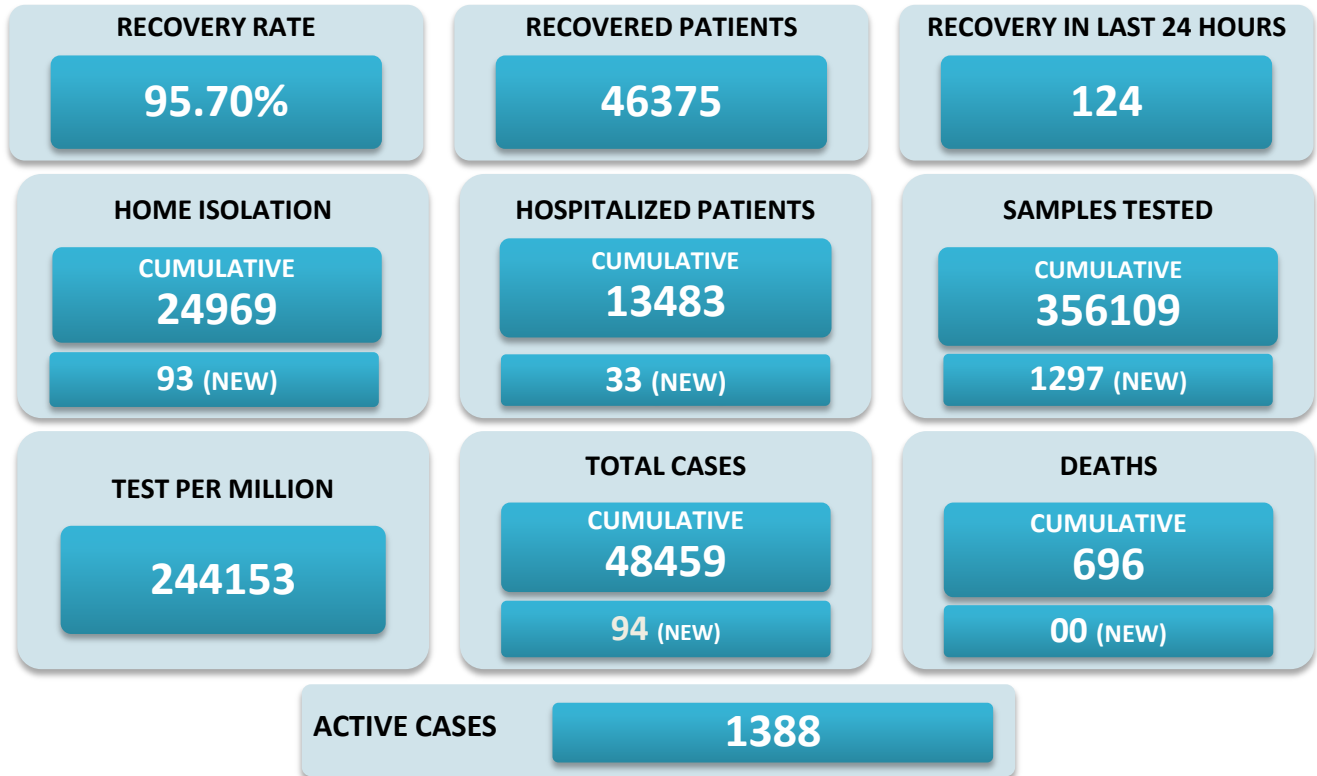 RECOVERY RATE
95.70%
RECOVERED PATIENTS
46375
RECOVERY IN LAST 24 HOURS
124
HOME ISOLATION
CUMULATIVE
24969
93 (NEW)
HOSPITALIZED PATIENTS
CUMULATIVE
13483
33 (NEW)
SAMPLES TESTED
CUMULATIVE
356109
1297 (NEW)
TEST PER MILLION
244153
TOTAL CASES
CUMULATIVE
48459
94 (NEW)
DEATHS
CUMULATIVE
696
00 (NEW)
ACTIVE CASES
1388